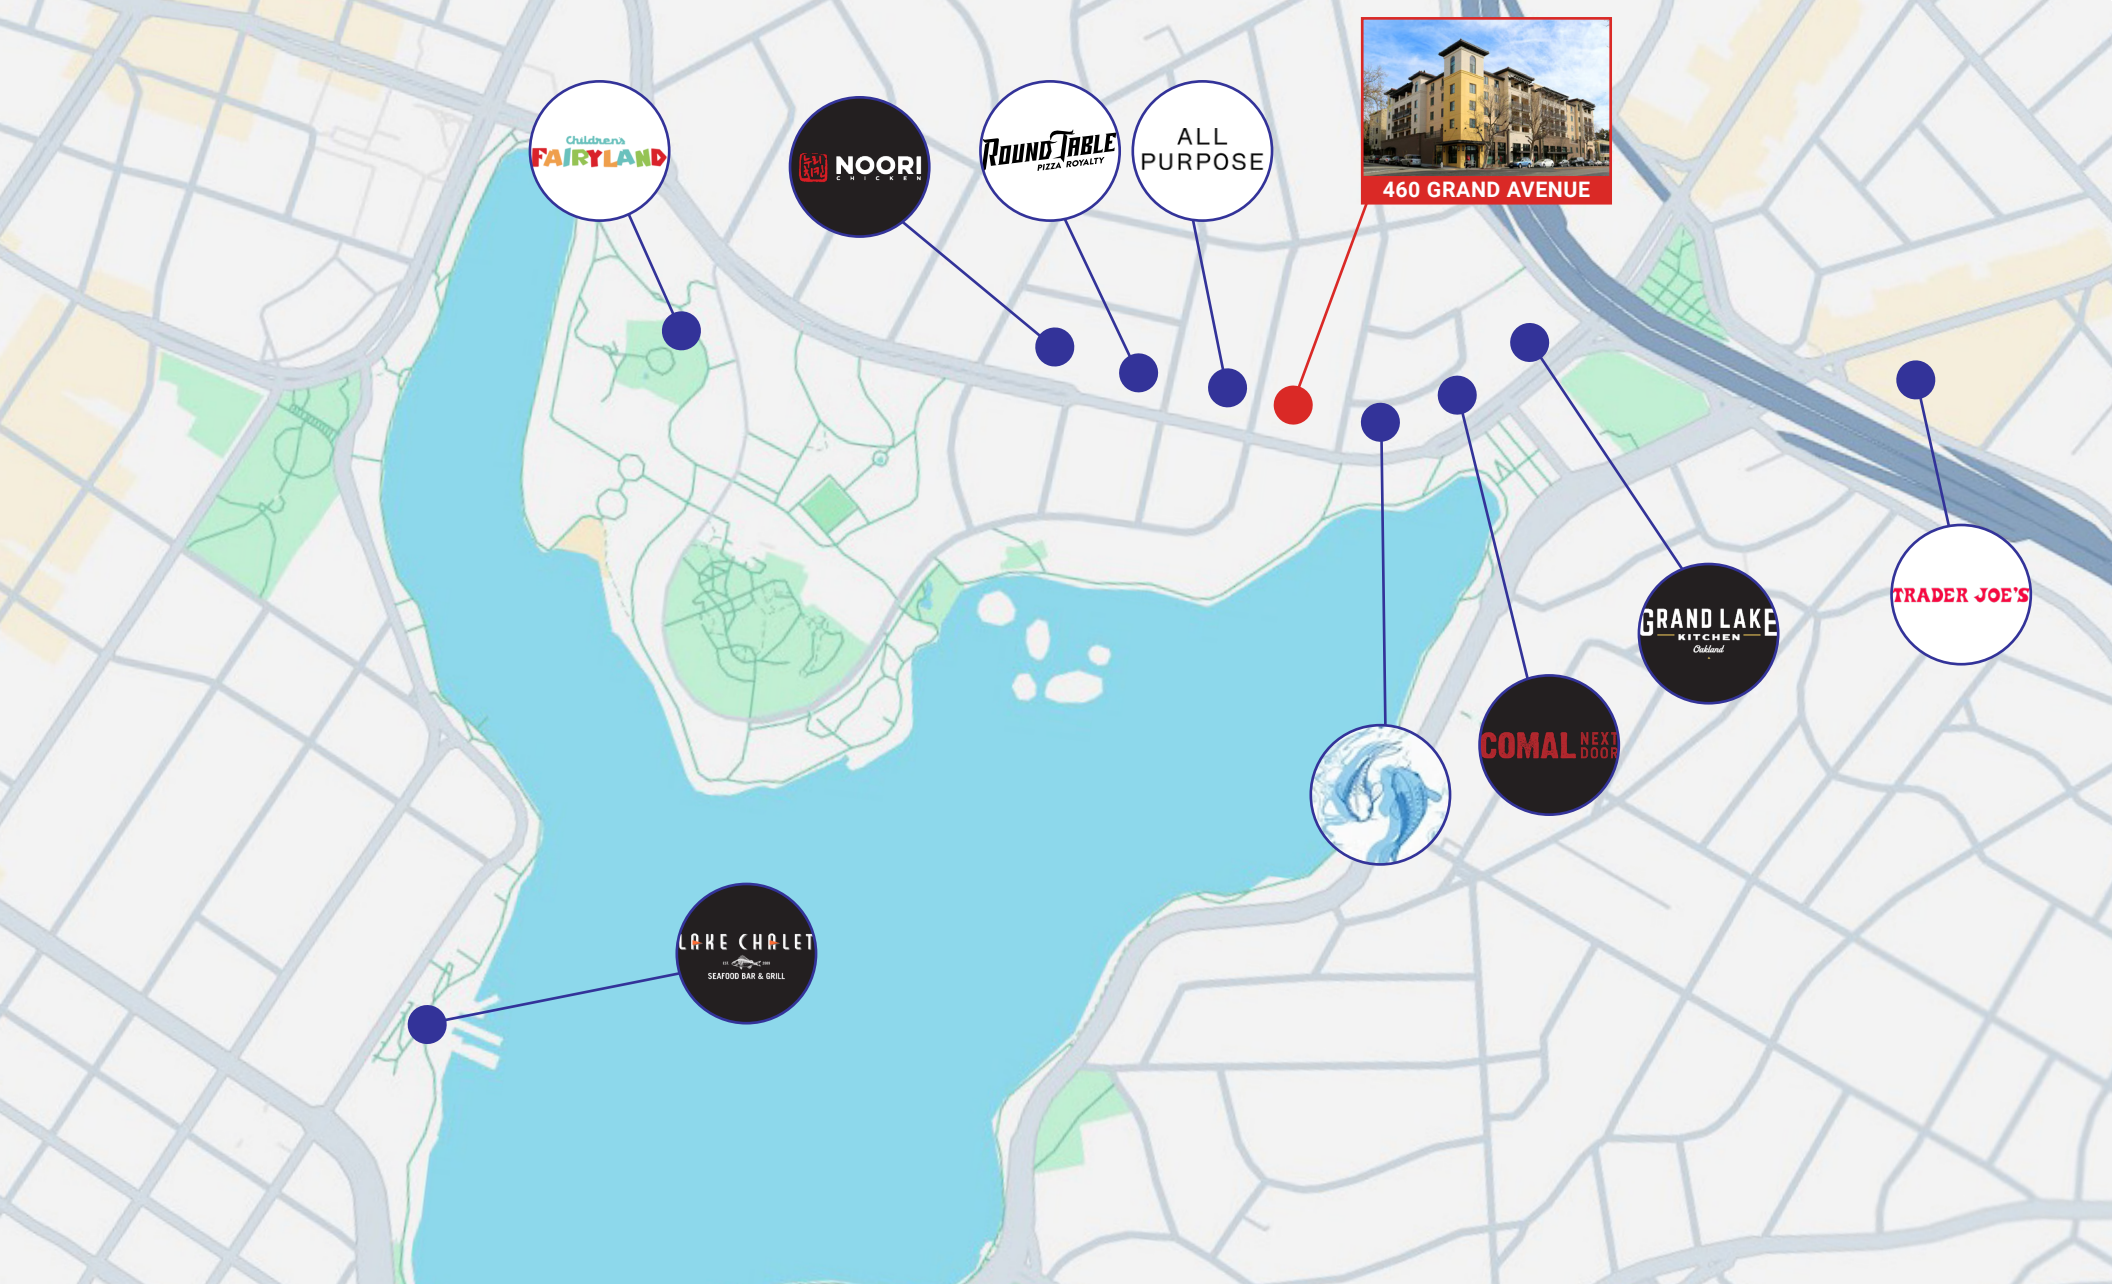 460 GRAND AVENUE
Children's
FAIRYLAND
NOORI
CHICKEN
ROUND TABLE
PIZZA ROYALTY
ALL
PURPOSE
TRADER JOE'S
GRAND LAKE
KITCHEN
Oakland
COMAL NEXT
DOOR
LAKE CHALET
SEAFOOD BAR & GRILL